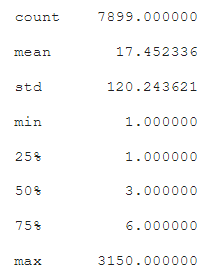 count 7899.000000
mean 17.452336
std 120.243621
min 1.000000
25% 1.000000
50% 3.000000
75% 6.000000
max 3150.000000